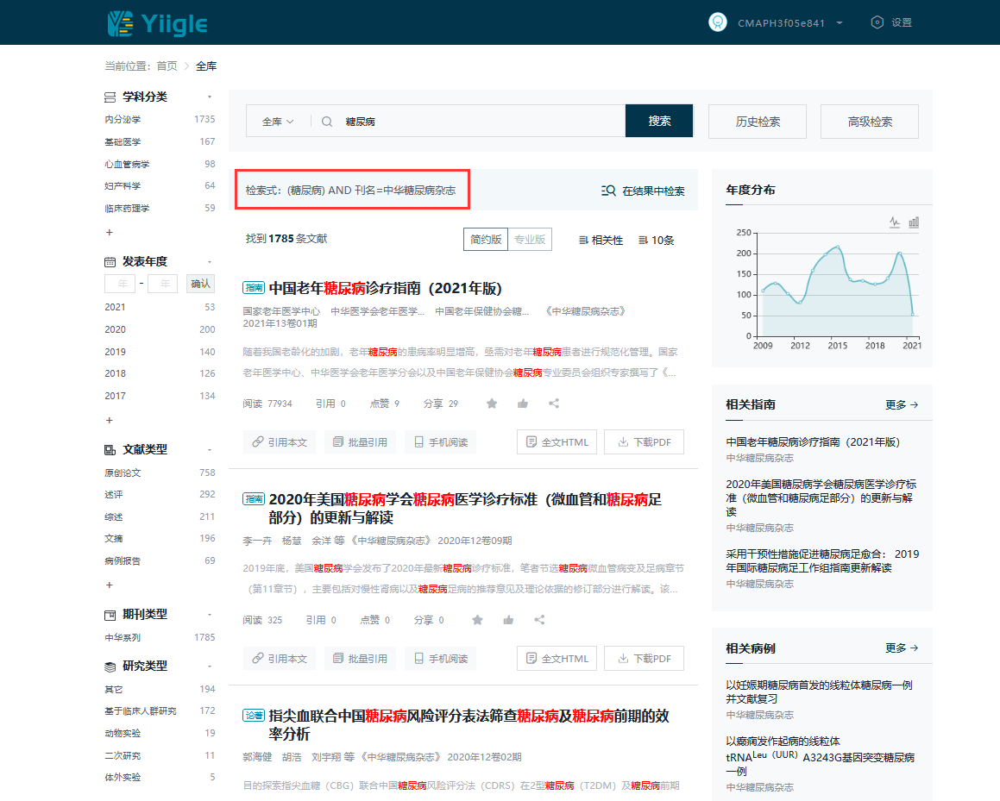 Yiigle
CMAPH3f05e841
设置
当前位置： 首页 > 全库
学科分类
内分泌学 1735
基础医学 167
心血管病学 98
妇产科学 64
临床药理学 59
+
发表年度
年 - 年 确认
2021 53
2020 200
2019 140
2018 126
2017 134
+
文献类型
原创论文 758
述评 292
综述 211
文摘 196
病例报告 69
+
期刊类型
中华系列 1785
研究类型
其它 194
基于临床人群研究 172
动物实验 19
二次研究 11
体外实验 5
全库 糖尿病 搜索 历史检索 高级检索
检索式：(糖尿病) AND 刊名=中华糖尿病杂志
在结果中检索
找到 1785 条文献
简约版 专业版 相关性 10条
指南 中国老年糖尿病诊疗指南（2021年版）
国家老年医学中心 中华医学会老年医学... 中国老年保健协会糖... 《中华糖尿病杂志》
2021年13卷01期
随着我国老龄化的加剧，老年糖尿病的患病率明显增高，亟需对老年糖尿病患者进行规范化管理。国家
老年医学中心、中华医学会老年医学分会以及中国老年保健协会糖尿病专业委员会组织专家撰写了《...
阅读 77934 引用 0 点赞 9 分享 29
引用本文 批量引用 手机阅读 全文HTML 下载PDF
指南 2020年美国糖尿病学会糖尿病医学诊疗标准（微血管和糖尿病足
部分）的更新与解读
李一卉 杨慧 余洋 等 《中华糖尿病杂志》 2020年12卷09期
2019年底，美国糖尿病学会发布了2020年最新糖尿病诊疗标准，笔者节选糖尿病微血管病变及足病章节
（第11章节），主要包括对慢性肾病以及糖尿病足病的推荐意见及理论依据的修订部分进行解读。该...
阅读 325 引用 0 点赞 0 分享 0
引用本文 批量引用 手机阅读 全文HTML 下载PDF
论著 指尖血联合中国糖尿病风险评分表法筛查糖尿病及糖尿病前期的效
率分析
郭海健 胡浩 刘宇翔 等 《中华糖尿病杂志》 2020年12卷02期
目的探索指尖血糖（CBG）联合中国糖尿病风险评分法（CDRS）在2型糖尿病（T2DM）及糖尿病前期
年度分布
250
200
150
100
50
0
2009 2012 2015 2018 2021
相关指南 更多
中国老年糖尿病诊疗指南（2021年版）
中华糖尿病杂志
2020年美国糖尿病学会糖尿病医学诊疗标
准（微血管和糖尿病足部分）的更新与解
读
中华糖尿病杂志
采用干预性措施促进糖尿病足愈合： 2019
年国际糖尿病足工作组指南更新解读
中华糖尿病杂志
相关病例 更多
以妊娠期糖尿病首发的线粒体糖尿病一例
并文献复习
中华糖尿病杂志
以癫痫发作起病的线粒体
tRNALeu（UUR）A3243G基因突变糖尿病
一例
中华糖尿病杂志